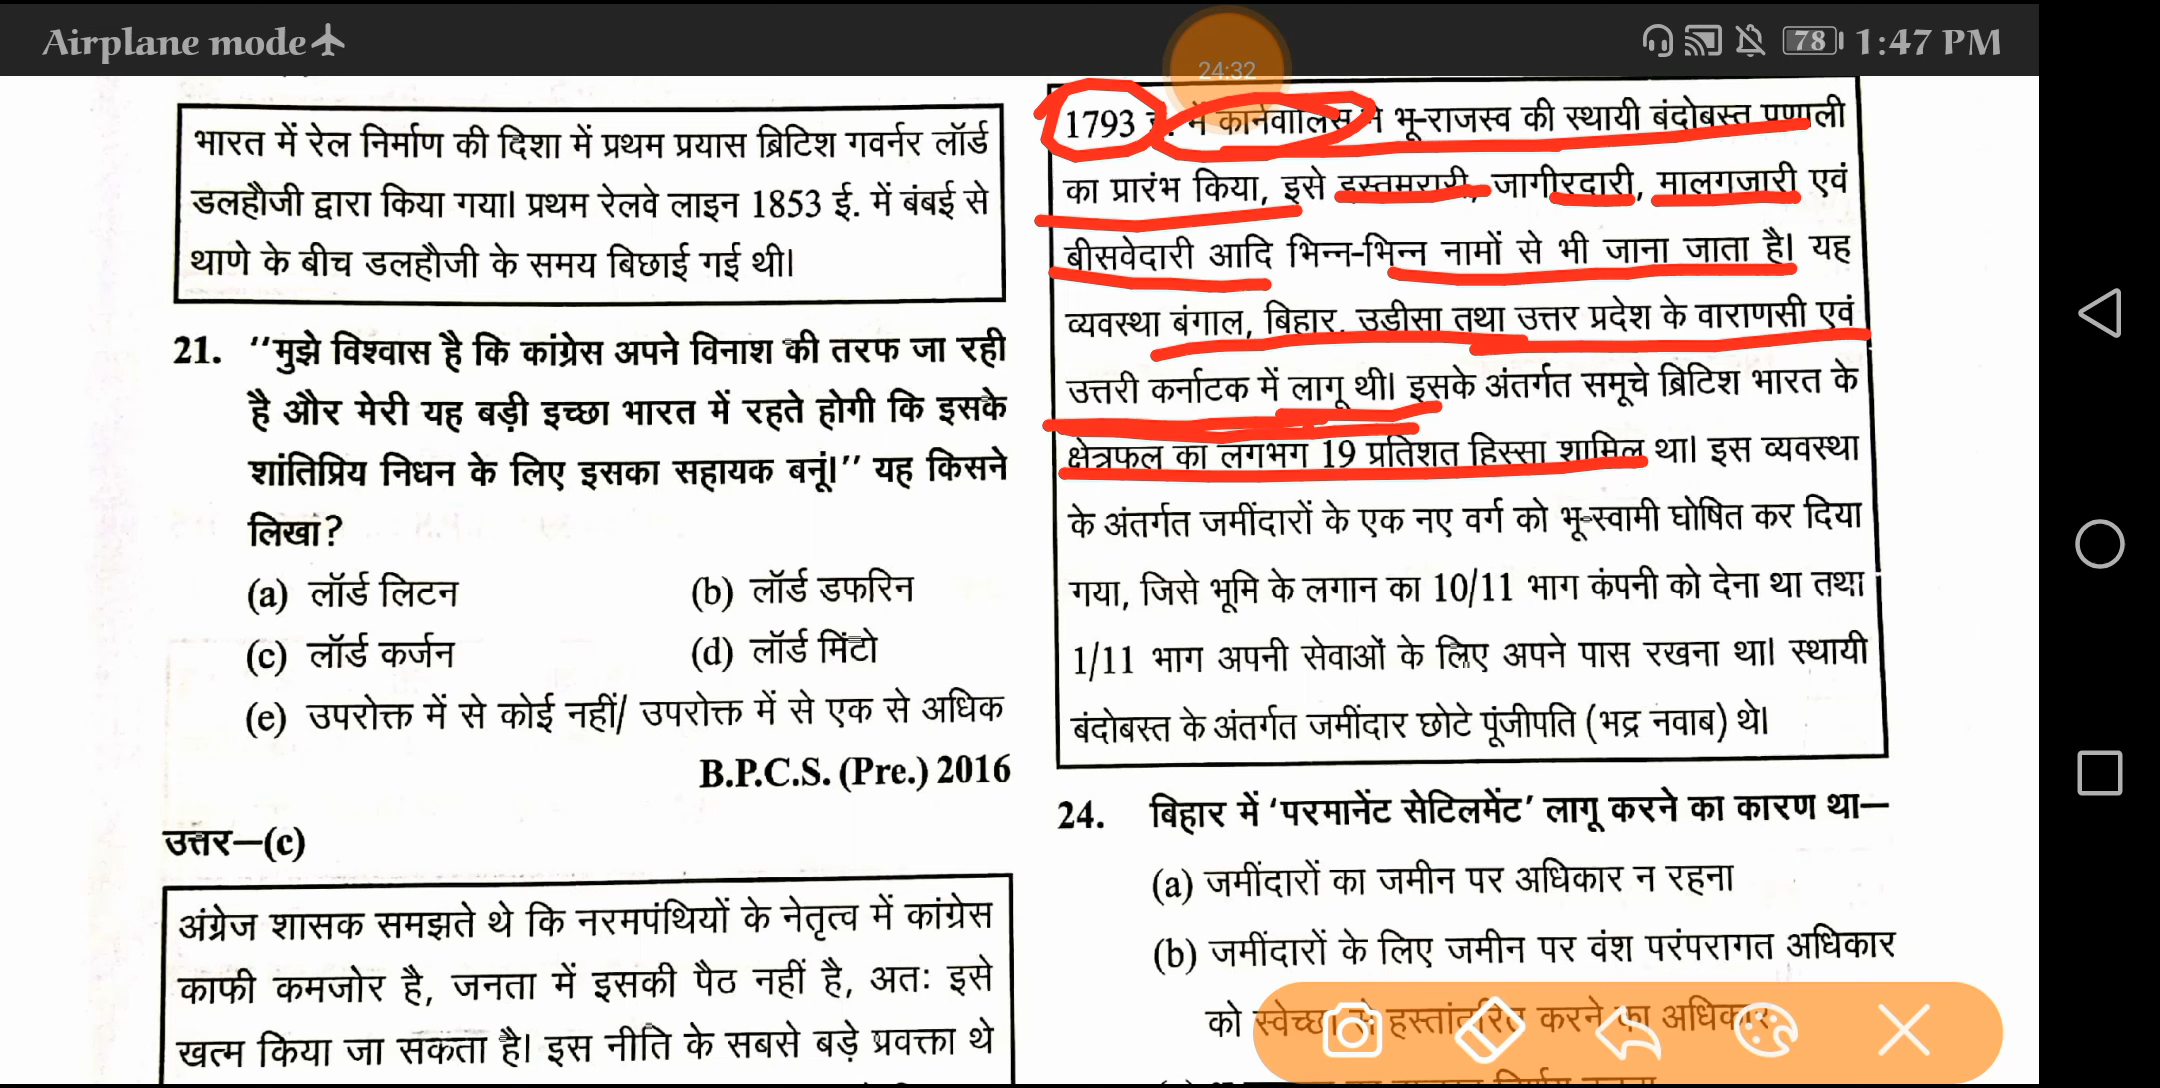 Airplane mode
78 1:47 PM
24:32
भारत में रेल निर्माण की दिशा में प्रथम प्रयास ब्रिटिश गवर्नर लॉर्ड
डलहौजी द्वारा किया गया। प्रथम रेलवे लाइन 1853 ई. में बंबई से
थाणे के बीच डलहौजी के समय बिछाई गई थी।
21. ‘‘मुझे विश्वास है कि कांग्रेस अपने विनाश की तरफ जा रही
है और मेरी यह बड़ी इच्छा भारत में रहते होगी कि इसके
शांतिप्रिय निधन के लिए इसका सहायक बनूं।’’ यह किसने
लिखा?
(a) लॉर्ड लिटन (b) लॉर्ड डफरिन
(c) लॉर्ड कर्जन (d) लॉर्ड मिंटो
(e) उपरोक्त में से कोई नहीं/ उपरोक्त में से एक से अधिक
B.P.C.S. (Pre.) 2016
उत्तर—(c)
अंग्रेज शासक समझते थे कि नरमपंथियों के नेतृत्व में कांग्रेस
काफी कमजोर है, जनता में इसकी पैठ नहीं है, अतः इसे
खत्म किया जा सकता है। इस नीति के सबसे बड़े प्रवक्ता थे
1793 में कार्नवालिस ने भू-राजस्व की स्थायी बंदोबस्त प्रणाली
का प्रारंभ किया, इसे इस्तमरारी, जागीरदारी, मालगुजारी एवं
बीसवेदारी आदि भिन्न-भिन्न नामों से भी जाना जाता है। यह
व्यवस्था बंगाल, बिहार, उड़ीसा तथा उत्तर प्रदेश के वाराणसी एवं
उत्तरी कर्नाटक में लागू थी। इसके अंतर्गत समूचे ब्रिटिश भारत के
क्षेत्रफल का लगभग 19 प्रतिशत हिस्सा शामिल था। इस व्यवस्था
के अंतर्गत जमींदारों के एक नए वर्ग को भू-स्वामी घोषित कर दिया
गया, जिसे भूमि के लगान का 10/11 भाग कंपनी को देना था तथा
1/11 भाग अपनी सेवाओं के लिए अपने पास रखना था। स्थायी
बंदोबस्त के अंतर्गत जमींदार छोटे पूंजीपति (भद्र नवाब) थे।
24. बिहार में ‘परमानेंट सेटिलमेंट’ लागू करने का कारण था—
(a) जमींदारों का जमीन पर अधिकार न रहना
(b) जमींदारों के लिए जमीन पर वंश परंपरागत अधिकार
को स्वेच्छा से हस्तांतरित करने का अधिकार